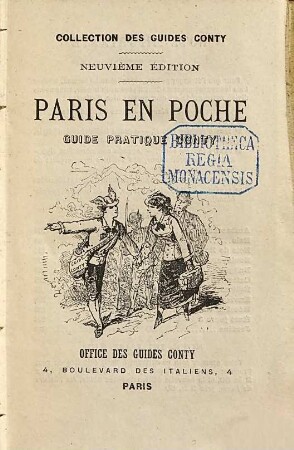 COLLECTION DES GUIDES CONTY
NEUVIÈME ÉDITION
PARIS EN POCHE
GUIDE PRATIQUE CONTY
BIBLIOTHECA
REGIA
MONACENSIS
OFFICE DES GUIDES CONTY
4, BOULEVARD DES ITALIENS, 4
PARIS